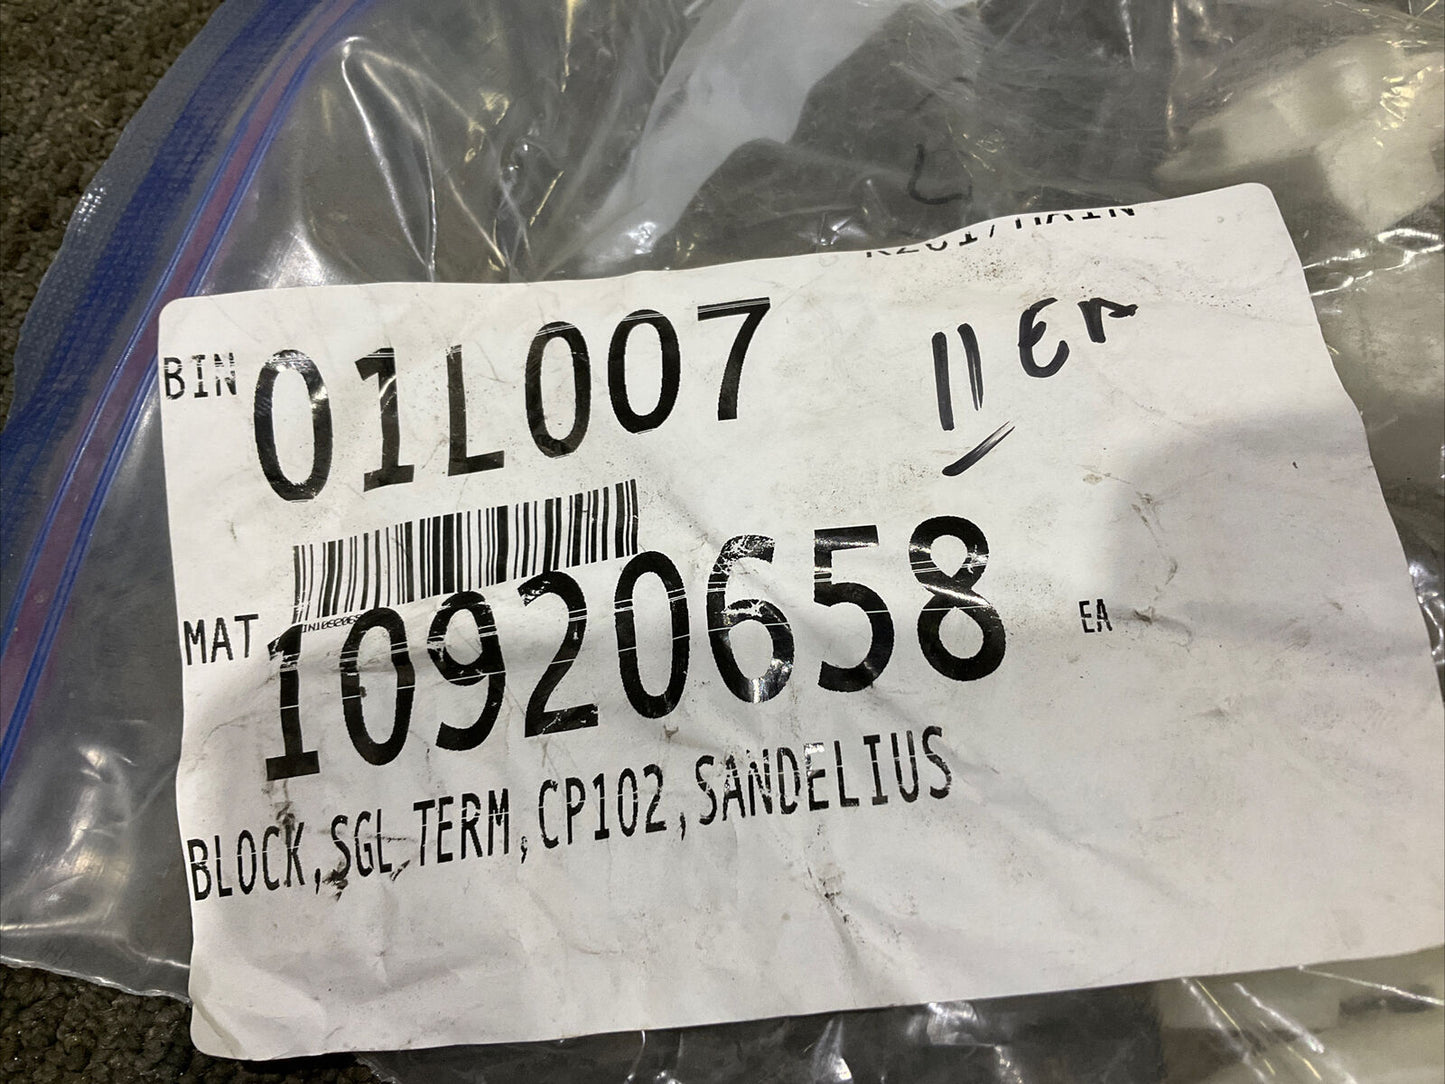 BIN 01L007
11 EA
MAT 10920658 EA
BLOCK,SGL TERM,CP102,SANDELIUS